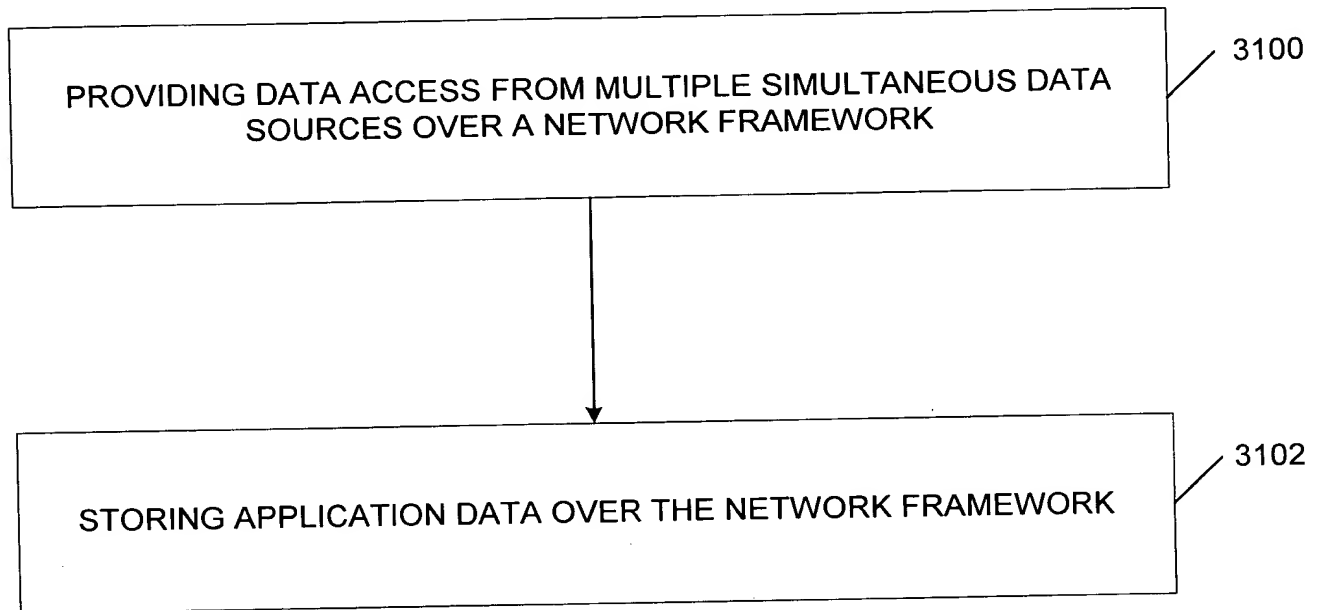 PROVIDING DATA ACCESS FROM MULTIPLE SIMULTANEOUS DATA
SOURCES OVER A NETWORK FRAMEWORK
3100
STORING APPLICATION DATA OVER THE NETWORK FRAMEWORK
3102